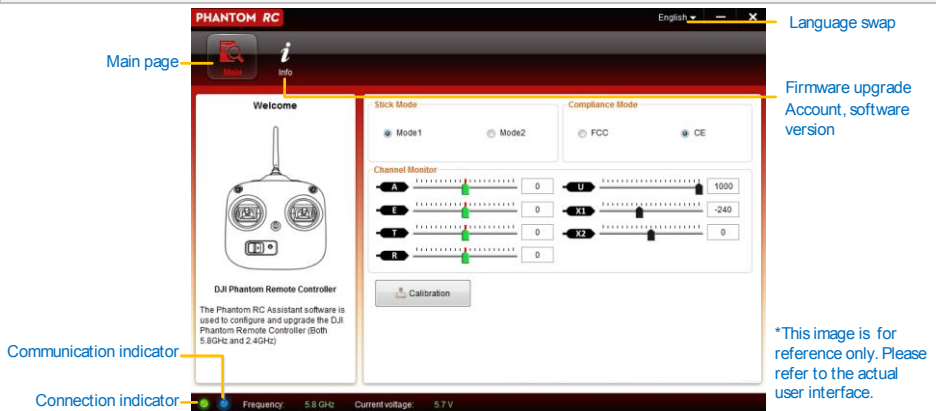 PHANTOM RC
English
Language swap
Main page
Main
Info
Firmware upgrade
Account, software
version
Welcome
DJI Phantom Remote Controller
The Phantom RC Assistant software is
used to configure and upgrade the DJI
Phantom Remote Controller (Both
5.8GHz and 2.4GHz)
Stick Mode
Mode1
Mode2
Compliance Mode
FCC
CE
Channel Monitor
A 0
E 0
T 0
R 0
U 1000
X1 -240
X2 0
Calibration
*This image is for
reference only. Please
refer to the actual
user interface.
Communication indicator
Connection indicator
Frequency: 5.8 GHz Current voltage: 5.7 V